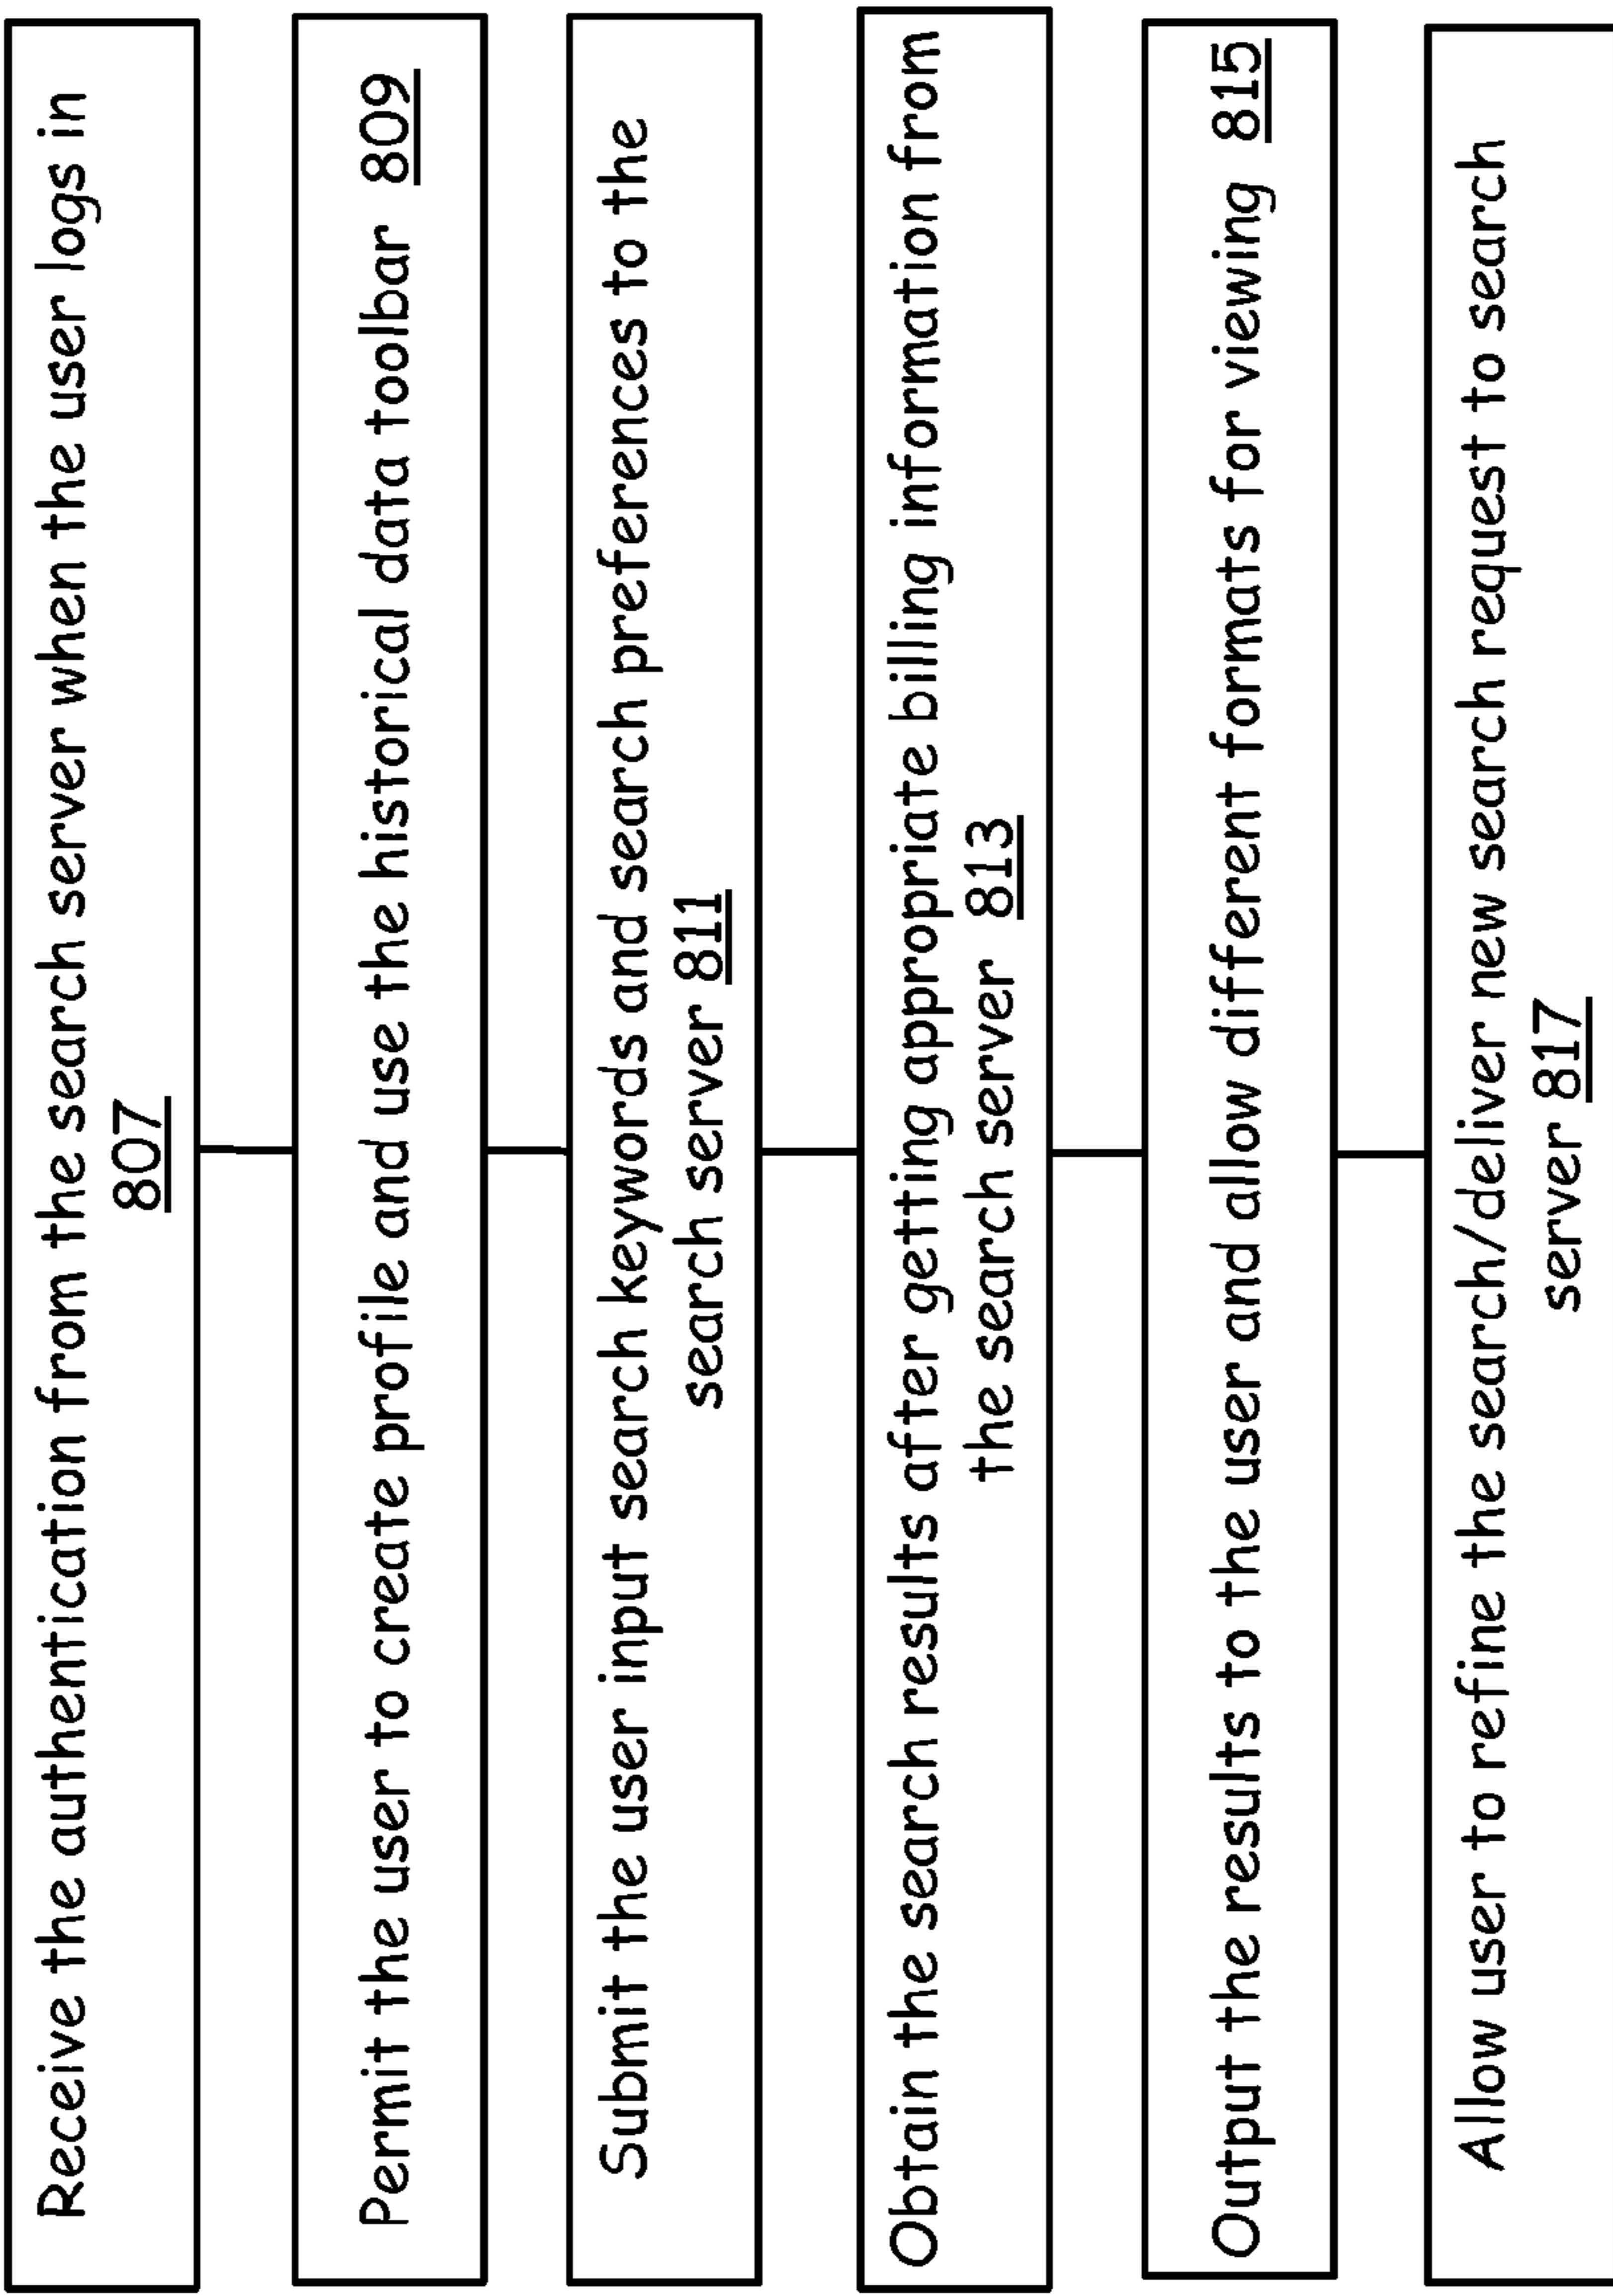 Receive the authentication from the search server when the user logs in
807
Permit the user to create profile and use the historical data toolbar 809
Submit the user input search keywords and search preferences to the
search server 811
Obtain the search results after getting appropriate billing information from
the search server 813
Output the results to the user and allow different formats for viewing 815
Allow user to refine the search/deliver new search request to search
server 817